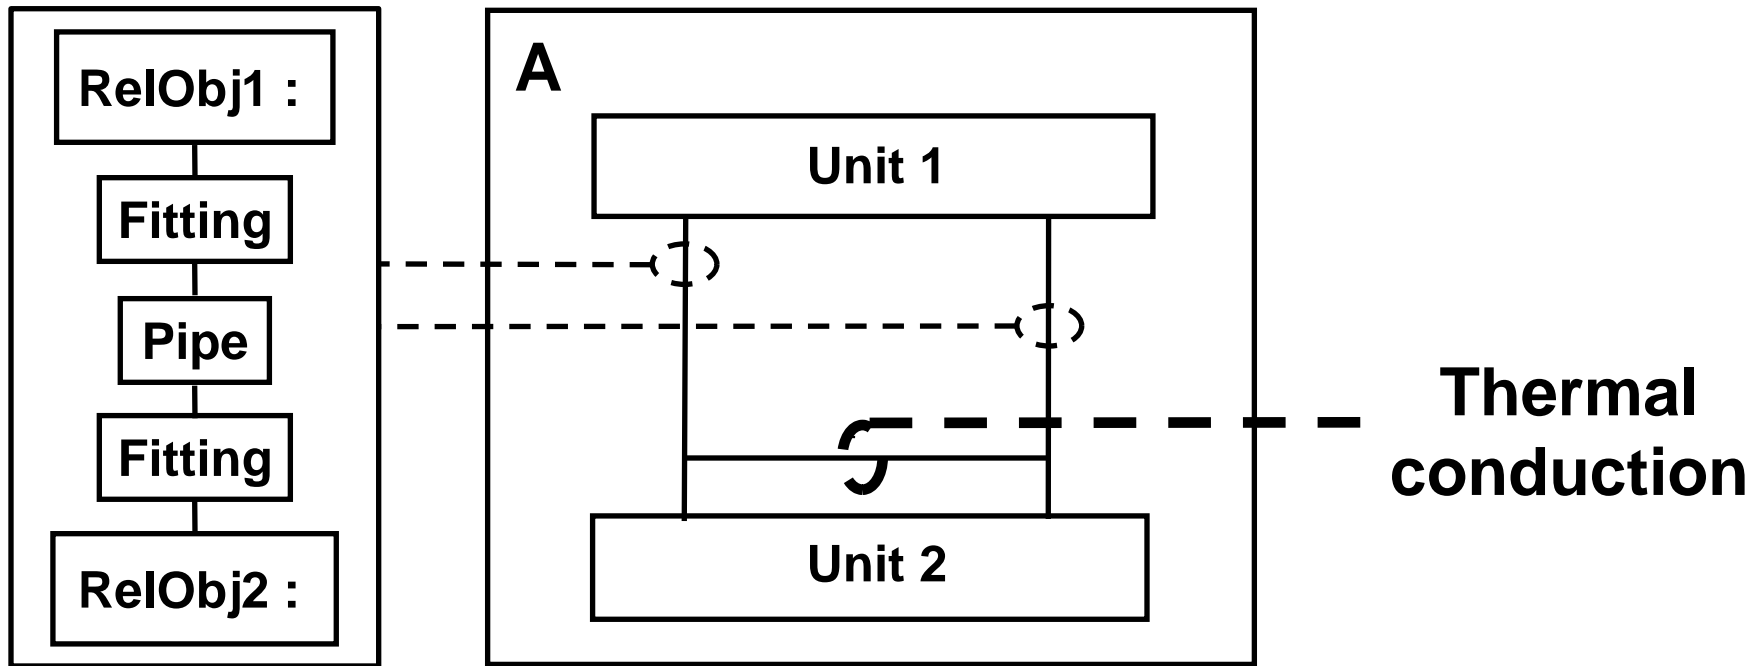 RelObj1 :
Fitting
Pipe
Fitting
RelObj2 :
A
Unit 1
Unit 2
Thermal
conduction